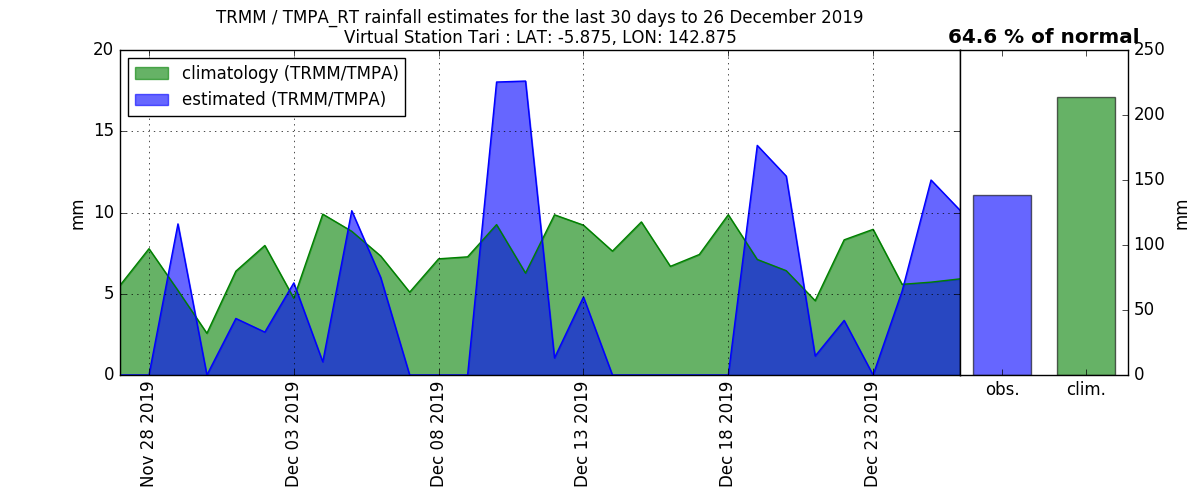 TRMM / TMPA_RT rainfall estimates for the last 30 days to 26 December 2019
Virtual Station Tari : LAT: -5.875, LON: 142.875
64.6 % of normal
climatology (TRMM/TMPA)
estimated (TRMM/TMPA)
20
15
10
5
0
mm
250
200
150
100
50
0
mm
Nov 28 2019
Dec 03 2019
Dec 08 2019
Dec 13 2019
Dec 18 2019
Dec 23 2019
obs.
clim.